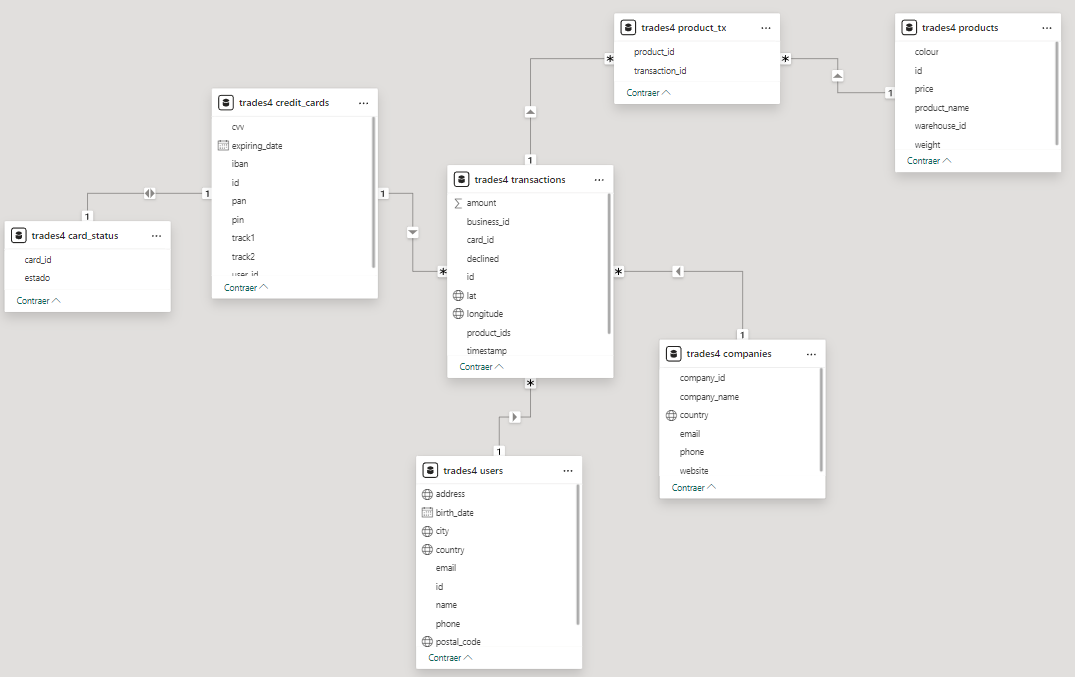 trades4 product_tx
product_id
transaction_id
Contraer
*
*
trades4 products
colour
id
price
product_name
warehouse_id
weight
Contraer
1
trades4 credit_cards
cvv
expiring_date
iban
id
pan
pin
track1
track2
user_id
Contraer
1
1
1
trades4 card_status
card_id
estado
Contraer
1
trades4 transactions
amount
business_id
card_id
declined
id
lat
longitude
product_ids
timestamp
Contraer
*
*
*
1
trades4 companies
company_id
company_name
country
email
phone
website
Contraer
1
trades4 users
address
birth_date
city
country
email
id
name
phone
postal_code
Contraer